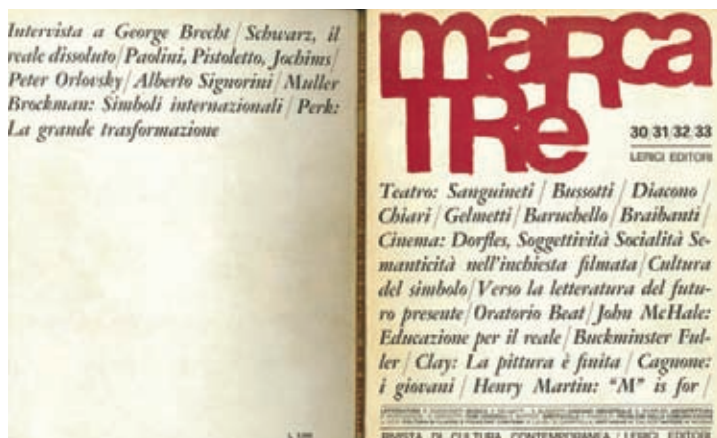 Intervista a George Brecht / Schwarz, il
reale dissoluto / Paolini, Pistoletto, Jochims /
Peter Orlovsky / Alberto Signorini / Muller
Brockman: Simboli internazionali / Perk:
La grande trasformazione
marca
TRe
30/31/32/33
LERICI EDITORI
Teatro: Sanguineti / Bussotti / Diacono /
Chiari / Gelmetti / Baruchello / Braibanti /
Cinema: Dorfles, Soggettività Socialità Se-
manticità nell'inchiesta filmata / Cultura
del simbolo / Verso la letteratura del futu-
ro presente / Oratorio Beat / John McHale:
Educazione per il reale / Buckminster Ful-
ler / Clay: La pittura è finita / Cagnone:
i giovani / Henry Martin: "M" is for /
RIVISTA DI CULTURA CONTEMPORANEA / LERICI EDITORI